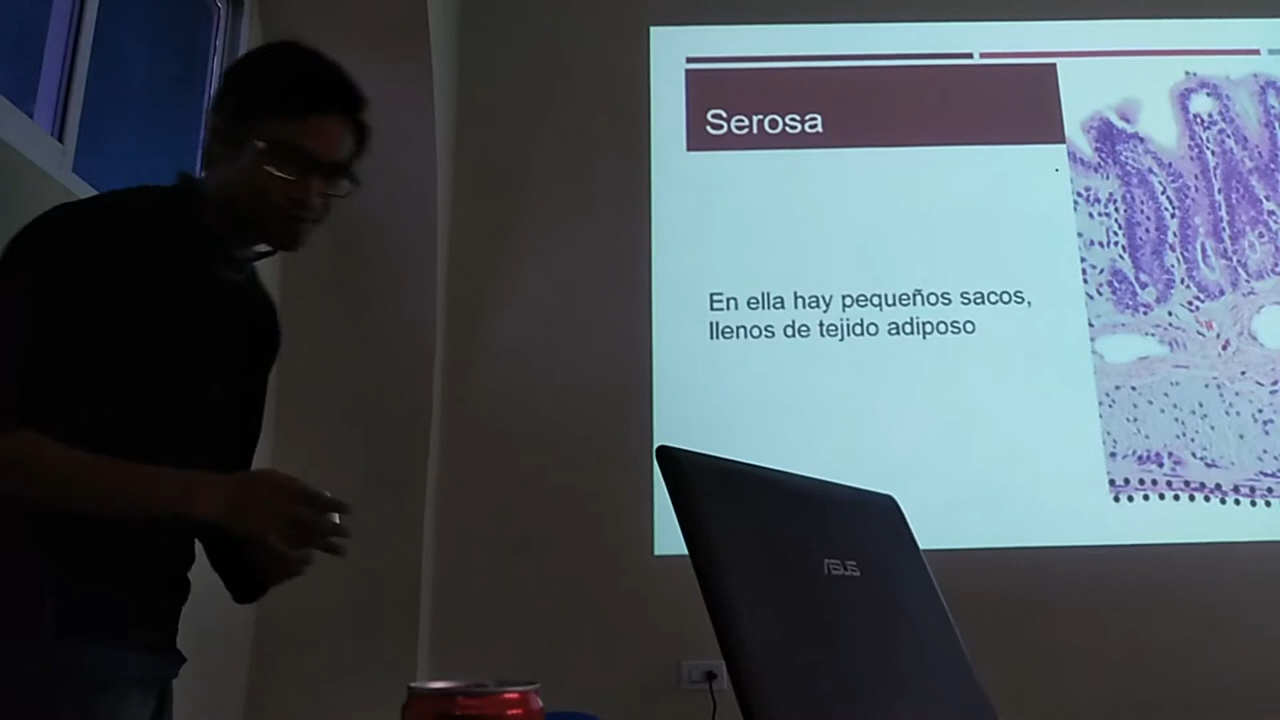 Serosa
En ella hay pequeños sacos,
llenos de tejido adiposo
ASUS